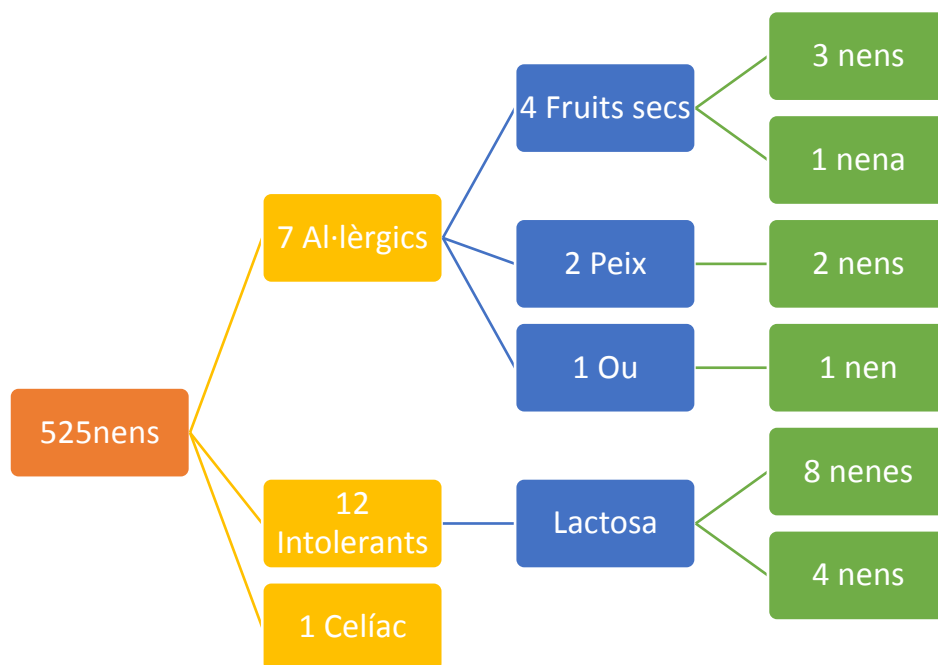 525nens
7 Al·lèrgics
4 Fruits secs
3 nens
1 nena
2 Peix
2 nens
1 Ou
1 nen
12
Intolerants
Lactosa
8 nenes
4 nens
1 Celíac